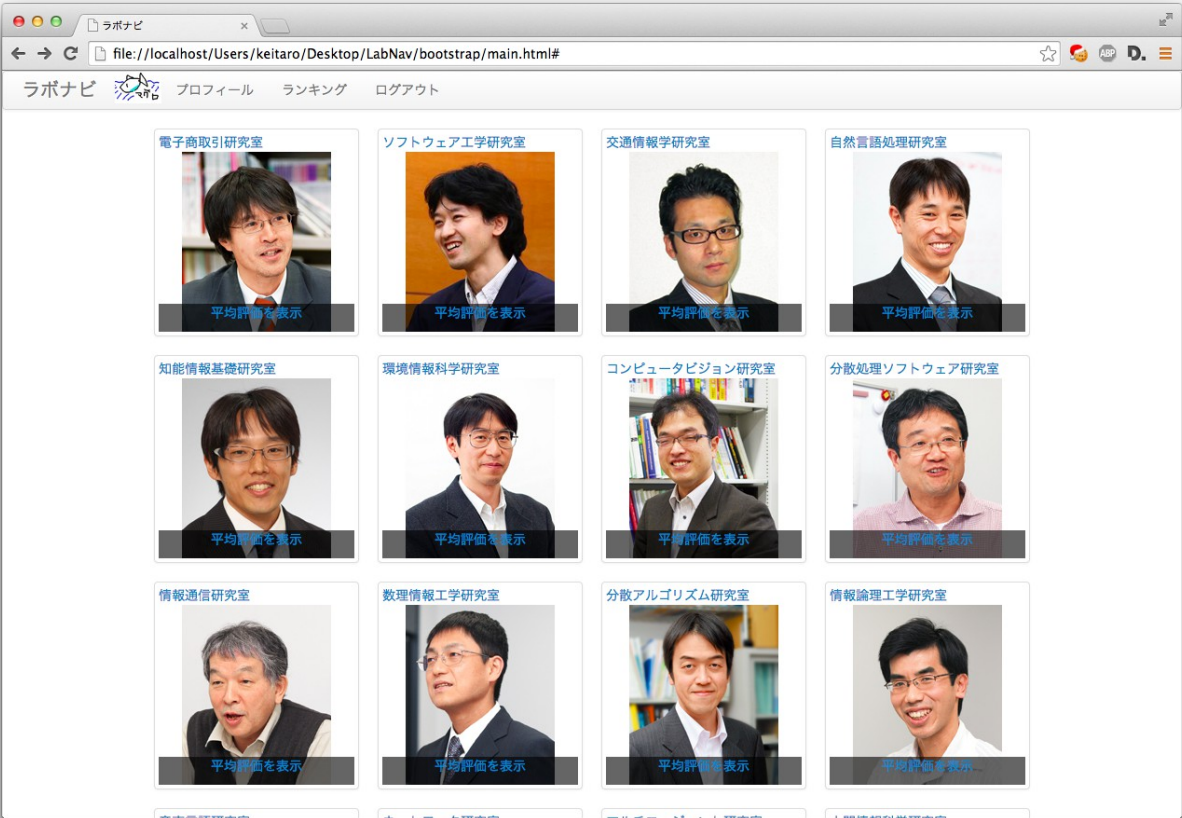 ラボナビ
file://localhost/Users/keitaro/Desktop/LabNav/bootstrap/main.html#
ABP
D.
ラボナビ マグロ プロフィール ランキング ログアウト
電子商取引研究室 ソフトウェア工学研究室 交通情報学研究室 自然言語処理研究室
平均評価を表示 平均評価を表示 平均評価を表示 平均評価を表示
知能情報基礎研究室 環境情報科学研究室 コンピュータビジョン研究室 分散処理ソフトウェア研究室
平均評価を表示 平均評価を表示 平均評価を表示 平均評価を表示
情報通信研究室 数理情報工学研究室 分散アルゴリズム研究室 情報論理工学研究室
平均評価を表示 平均評価を表示 平均評価を表示 平均評価を表示